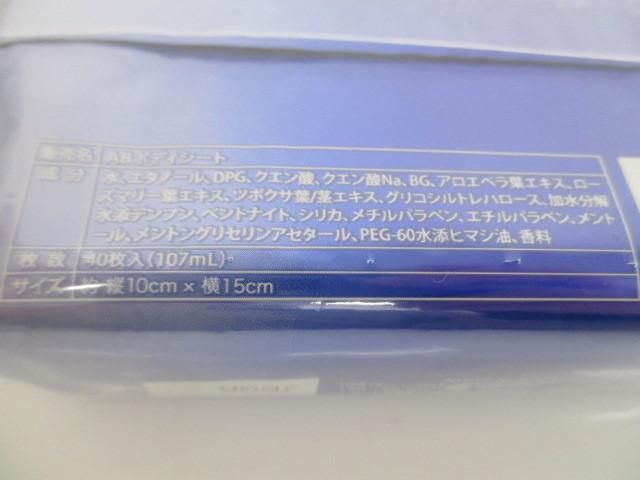 販売名 ABボディシート
成分 水、エタノール、DPG、クエン酸、クエン酸Na、BG、アロエベラ葉エキス、ロー
ズマリー葉エキス、ツボクサ葉/茎エキス、グリコシルトレハロース、加水分解
水添デンプン、ベントナイト、シリカ、メチルパラベン、エチルパラベン、メント
ール、メントングリセリンアセタール、PEG-60水添ヒマシ油、香料
枚数 40枚入(107mL)
サイズ 約 縦10cm×横15cm